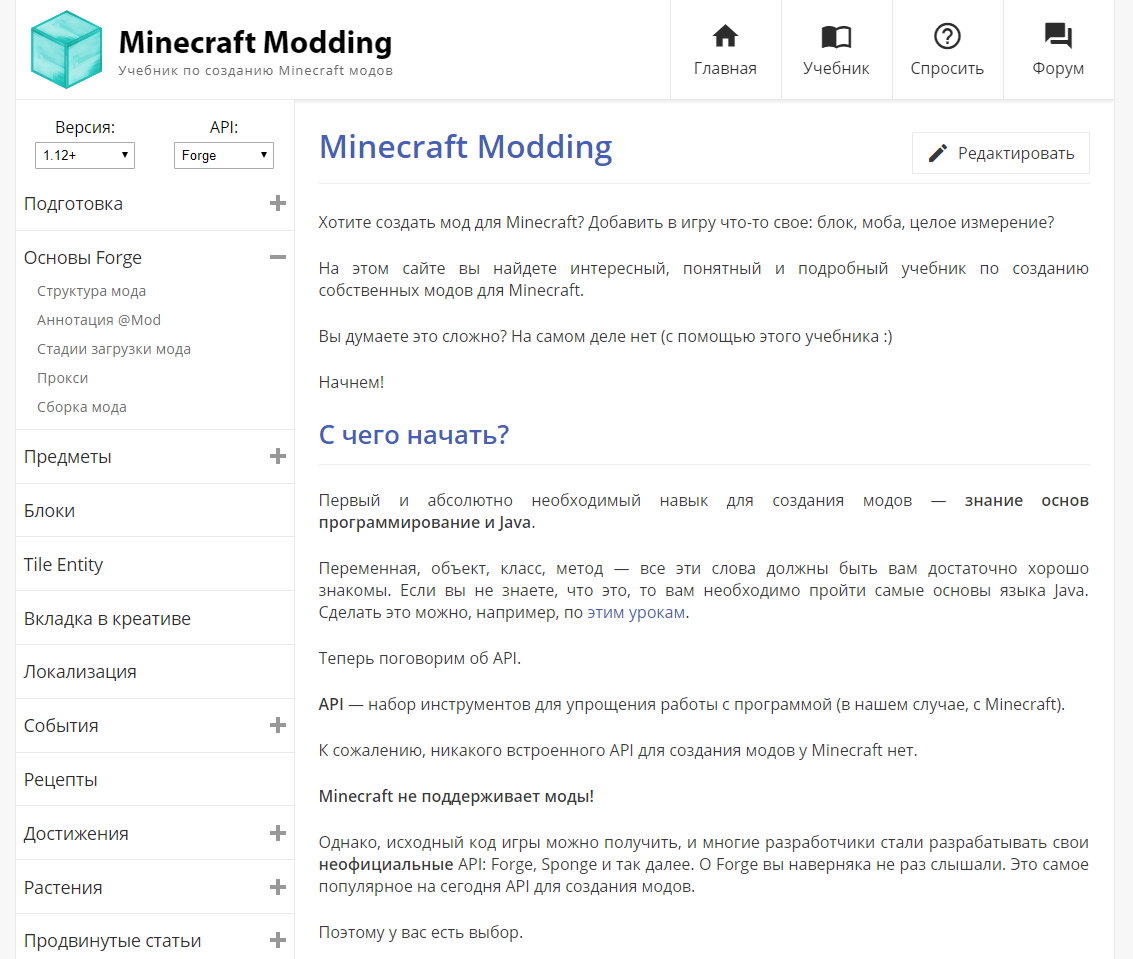 Minecraft Modding
Учебник по созданию Minecraft модов
Главная
Учебник
Спросить
Форум
Версия:
API:
1.12+
Forge
Подготовка
Основы Forge
Структура мода
Аннотация @Mod
Стадии загрузки мода
Прокси
Сборка мода
Предметы
Блоки
Tile Entity
Вкладка в креативе
Локализация
События
Рецепты
Достижения
Растения
Продвинутые статьи
Minecraft Modding
Редактировать
Хотите создать мод для Minecraft? Добавить в игру что-то свое: блок, моба, целое измерение?
На этом сайте вы найдете интересный, понятный и подробный учебник по созданию
собственных модов для Minecraft.
Вы думаете это сложно? На самом деле нет (с помощью этого учебника :)
Начнем!
С чего начать?
Первый и абсолютно необходимый навык для создания модов — знание основ
программирование и Java.
Переменная, объект, класс, метод — все эти слова должны быть вам достаточно хорошо
знакомы. Если вы не знаете, что это, то вам необходимо пройти самые основы языка Java.
Сделать это можно, например, по этим урокам.
Теперь поговорим об API.
API — набор инструментов для упрощения работы с программой (в нашем случае, с Minecraft).
К сожалению, никакого встроенного API для создания модов у Minecraft нет.
Minecraft не поддерживает моды!
Однако, исходный код игры можно получить, и многие разработчики стали разрабатывать свои
неофициальные API: Forge, Sponge и так далее. О Forge вы наверняка не раз слышали. Это самое
популярное на сегодня API для создания модов.
Поэтому у вас есть выбор.